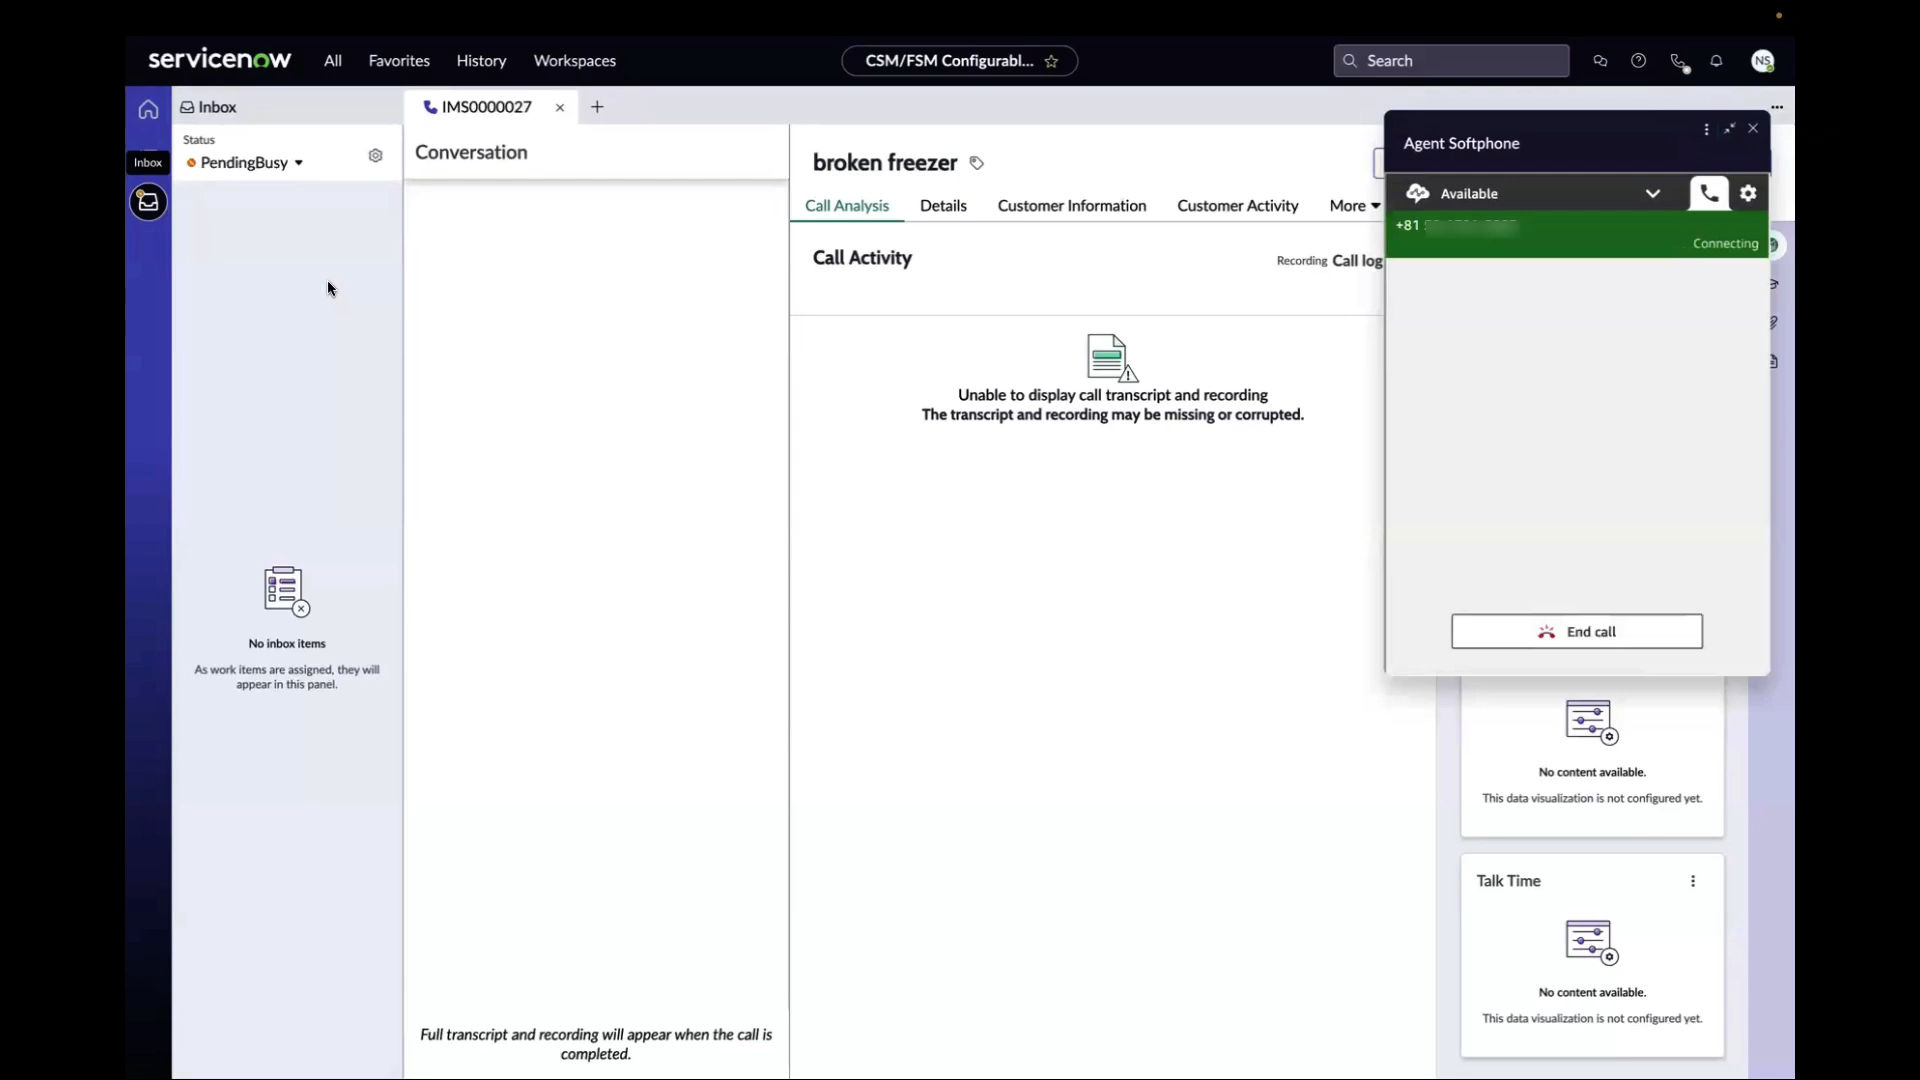 servicenow All Favorites History Workspaces CSM/FSM Configurabl... Search NS
Inbox IMS0000027
Status
PendingBusy
Inbox
No inbox items
As work items are assigned, they will
appear in this panel.
Conversation
Full transcript and recording will appear when the call is
completed.
broken freezer
Call Analysis Details Customer Information Customer Activity More
Call Activity
Recording Call log
Unable to display call transcript and recording
The transcript and recording may be missing or corrupted.
Agent Softphone
Available
+81
Connecting
End call
No content available.
This data visualization is not configured yet.
Talk Time
No content available.
This data visualization is not configured yet.